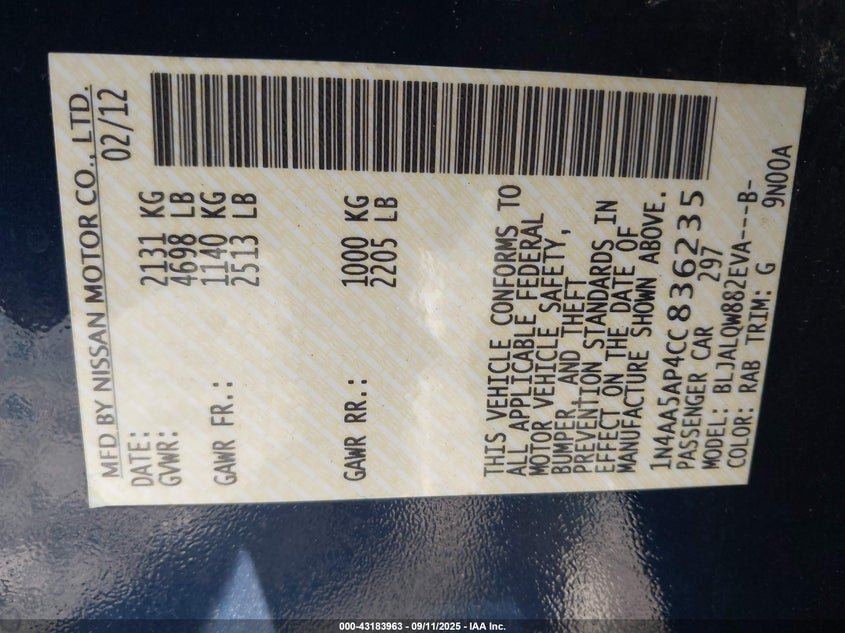 MFD BY NISSAN MOTOR CO., LTD.
DATE: 02/12
GVWR: 2131 KG
4698 LB
GAWR FR.: 1140 KG
2513 LB
GAWR RR.: 1000 KG
2205 LB
THIS VEHICLE CONFORMS TO
ALL APPLICABLE FEDERAL
MOTOR VEHICLE SAFETY,
BUMPER, AND THEFT
PREVENTION STANDARDS IN
EFFECT ON THE DATE OF
MANUFACTURE SHOWN ABOVE.
1N4AA5AP4CC836235
PASSENGER CAR 297
MODEL: BLJALQW882EVA----B-
COLOR: RAB TRIM: G 9N00A
000-43183963 - 09/11/2025 - IAA Inc.